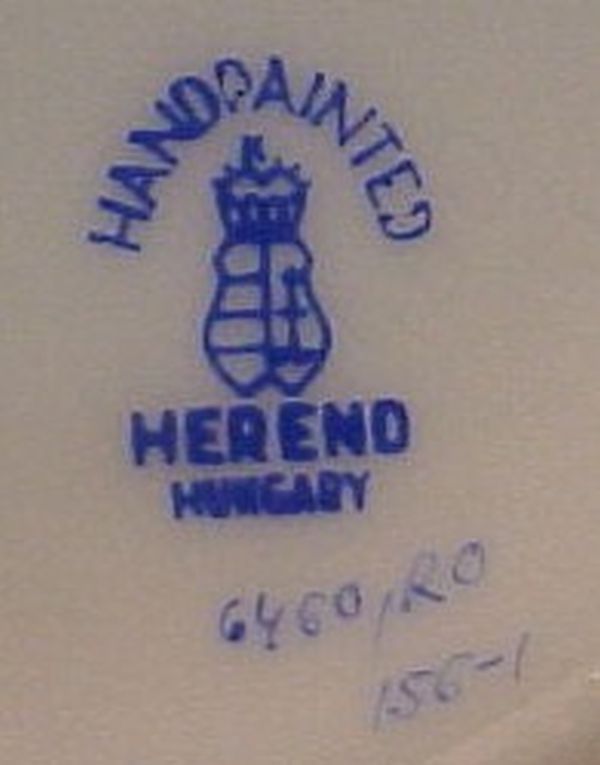 HANDPAINTED
HEREND
HUNGARY
6460/RO
156-1